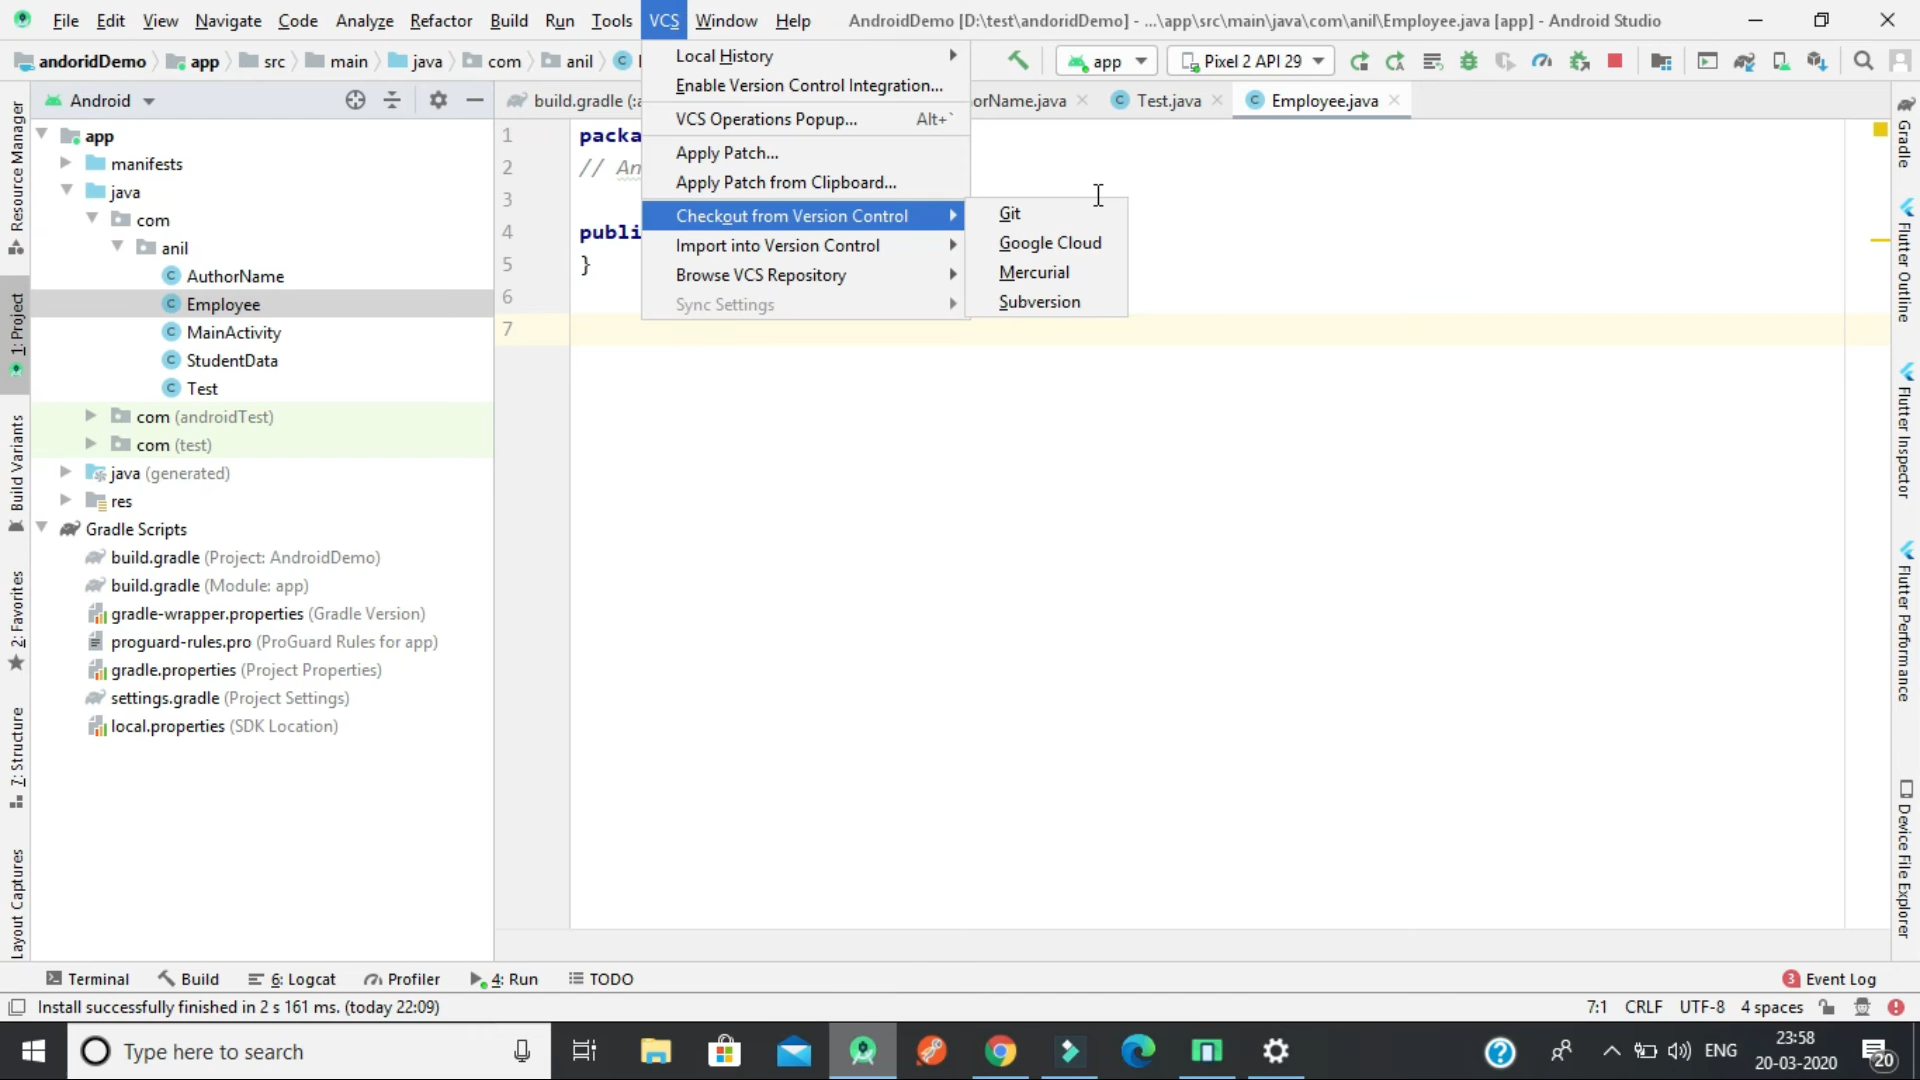 File Edit View Navigate Code Analyze Refactor Build Run Tools VCS Window Help AndroidDemo [D:\test\andoridDemo] - ...\app\src\main\java\com\anil\Employee.java [app] - Android Studio
andoridDemo app src main java com anil
app Pixel 2 API 29
Android
build.gradle (:a
orName.java Test.java Employee.java
Local History
Enable Version Control Integration...
VCS Operations Popup... Alt+`
Apply Patch...
Apply Patch from Clipboard...
Checkout from Version Control
Import into Version Control
Browse VCS Repository
Sync Settings
Git
Google Cloud
Mercurial
Subversion
1 packa
2 // An
3
4 publi
5 }
6
7
app
manifests
java
com
anil
AuthorName
Employee
MainActivity
StudentData
Test
com (androidTest)
com (test)
java (generated)
res
Gradle Scripts
build.gradle (Project: AndroidDemo)
build.gradle (Module: app)
gradle-wrapper.properties (Gradle Version)
proguard-rules.pro (ProGuard Rules for app)
gradle.properties (Project Properties)
settings.gradle (Project Settings)
local.properties (SDK Location)
Resource Manager
1: Project
Build Variants
2: Favorites
7: Structure
Layout Captures
Gradle
Flutter Outline
Flutter Inspector
Flutter Performance
Device File Explorer
Terminal Build 6: Logcat Profiler 4: Run TODO 3 Event Log
Install successfully finished in 2 s 161 ms. (today 22:09) 7:1 CRLF UTF-8 4 spaces
Type here to search
ENG
23:58
20-03-2020
20